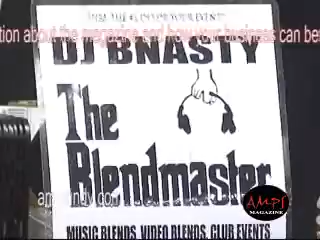 DJ BNASTY
tion about the magazine and how your business can be
The
Blendmaster
AMPS
MAGAZINE
MUSIC BLENDS, VIDEO BLENDS, CLUB EVENTS